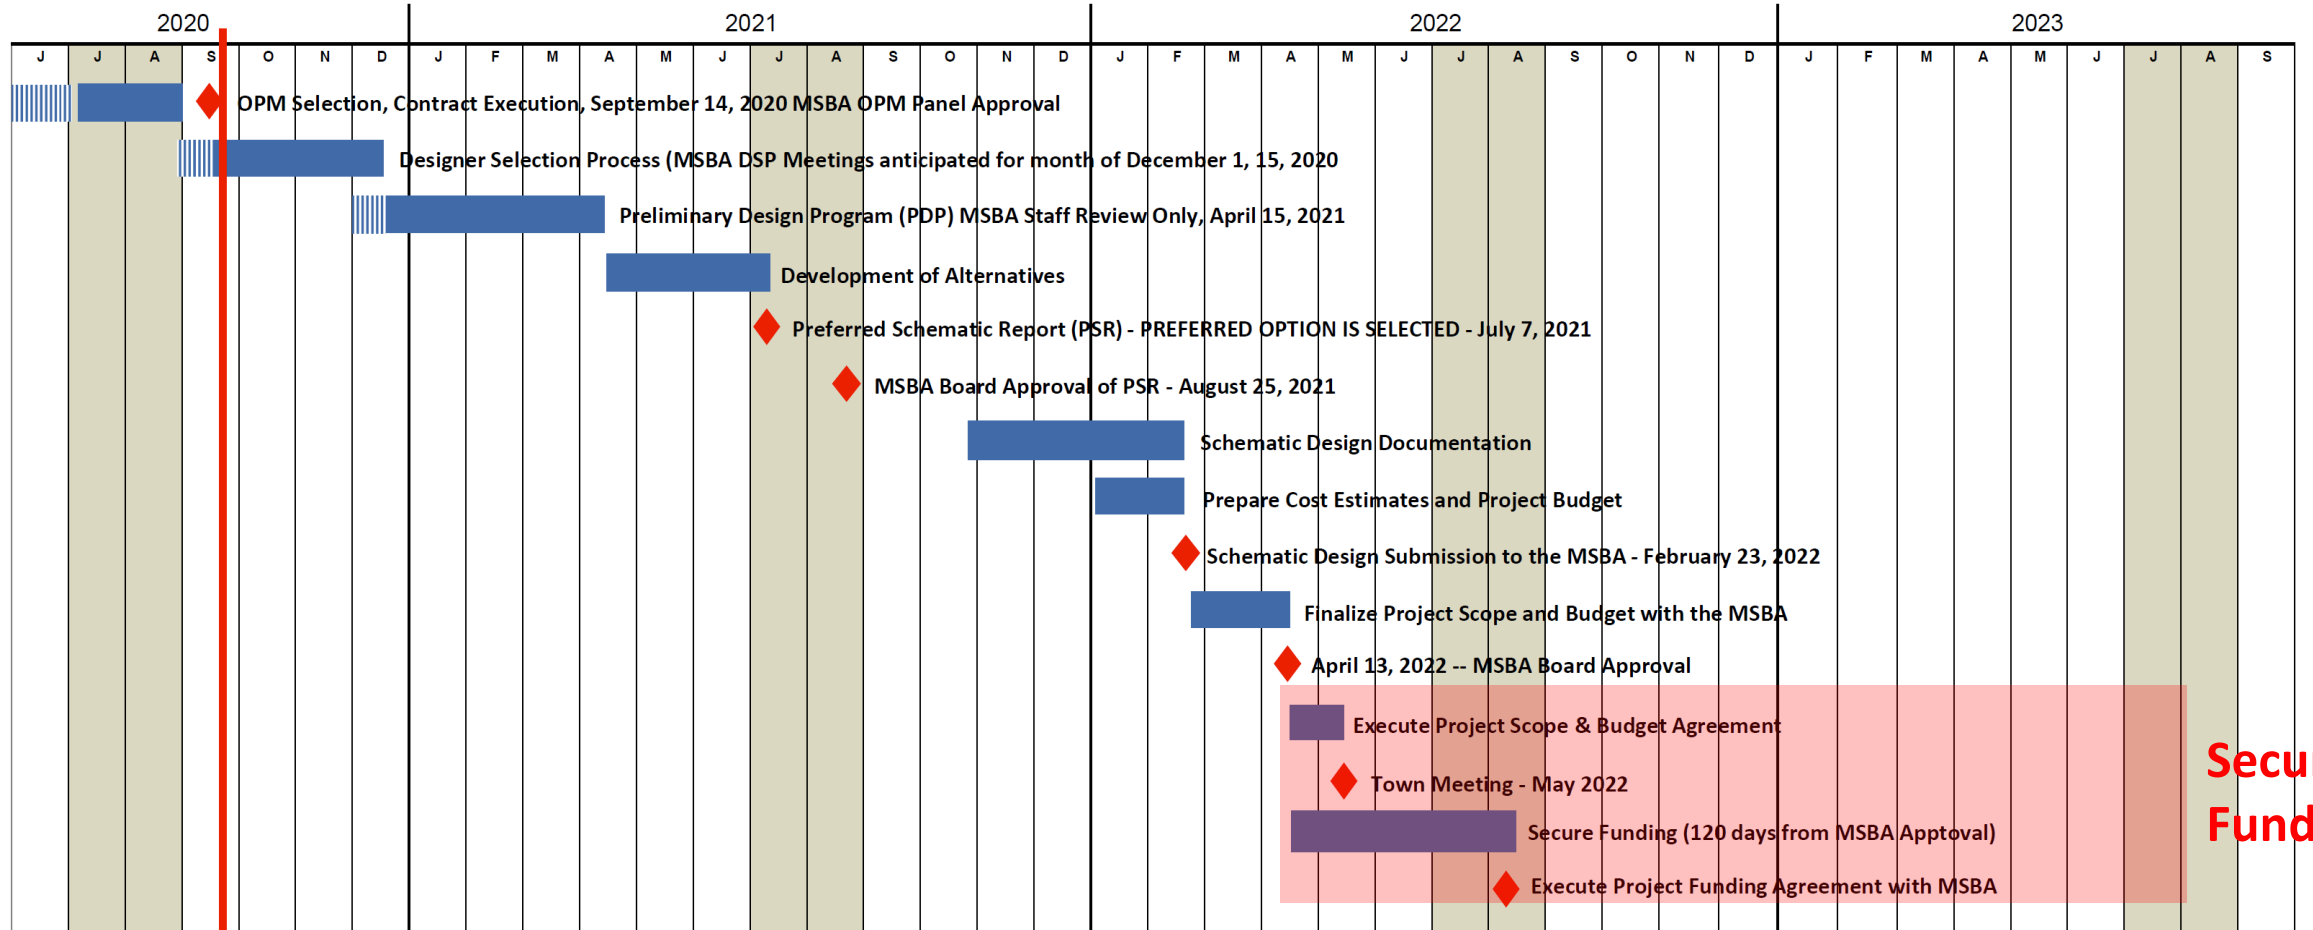 2020 2021 2022 2023
J J A S O N D J F M A M J J A S O N D J F M A M J J A S O N D J F M A M J J A S
OPM Selection, Contract Execution, September 14, 2020 MSBA OPM Panel Approval
Designer Selection Process (MSBA DSP Meetings anticipated for month of December 1, 15, 2020
Preliminary Design Program (PDP) MSBA Staff Review Only, April 15, 2021
Development of Alternatives
Preferred Schematic Report (PSR) - PREFERRED OPTION IS SELECTED - July 7, 2021
MSBA Board Approval of PSR - August 25, 2021
Schematic Design Documentation
Prepare Cost Estimates and Project Budget
Schematic Design Submission to the MSBA - February 23, 2022
Finalize Project Scope and Budget with the MSBA
April 13, 2022 -- MSBA Board Approval
Execute Project Scope & Budget Agreement
Town Meeting - May 2022
Secure Funding (120 days from MSBA Apptoval)
Execute Project Funding Agreement with MSBA
Secu
Fund